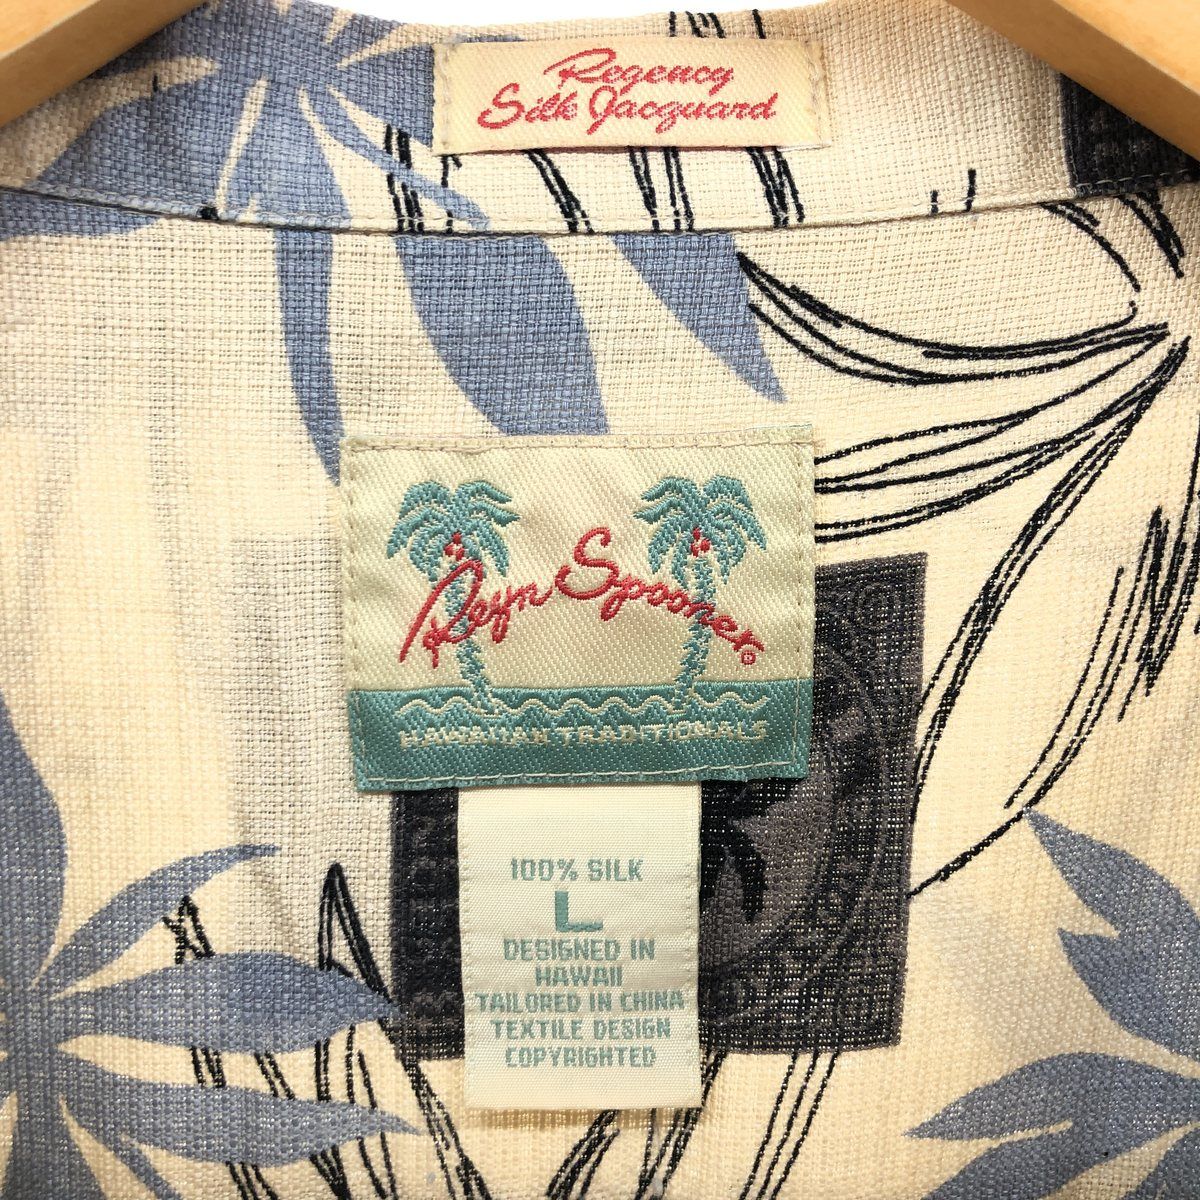 Regency
Silk Jacquard
Reyn Spooner®
HAWAIIAN TRADITIONALS
100% SILK
L
DESIGNED IN
HAWAII
TAILORED IN CHINA
TEXTILE DESIGN
COPYRIGHTED